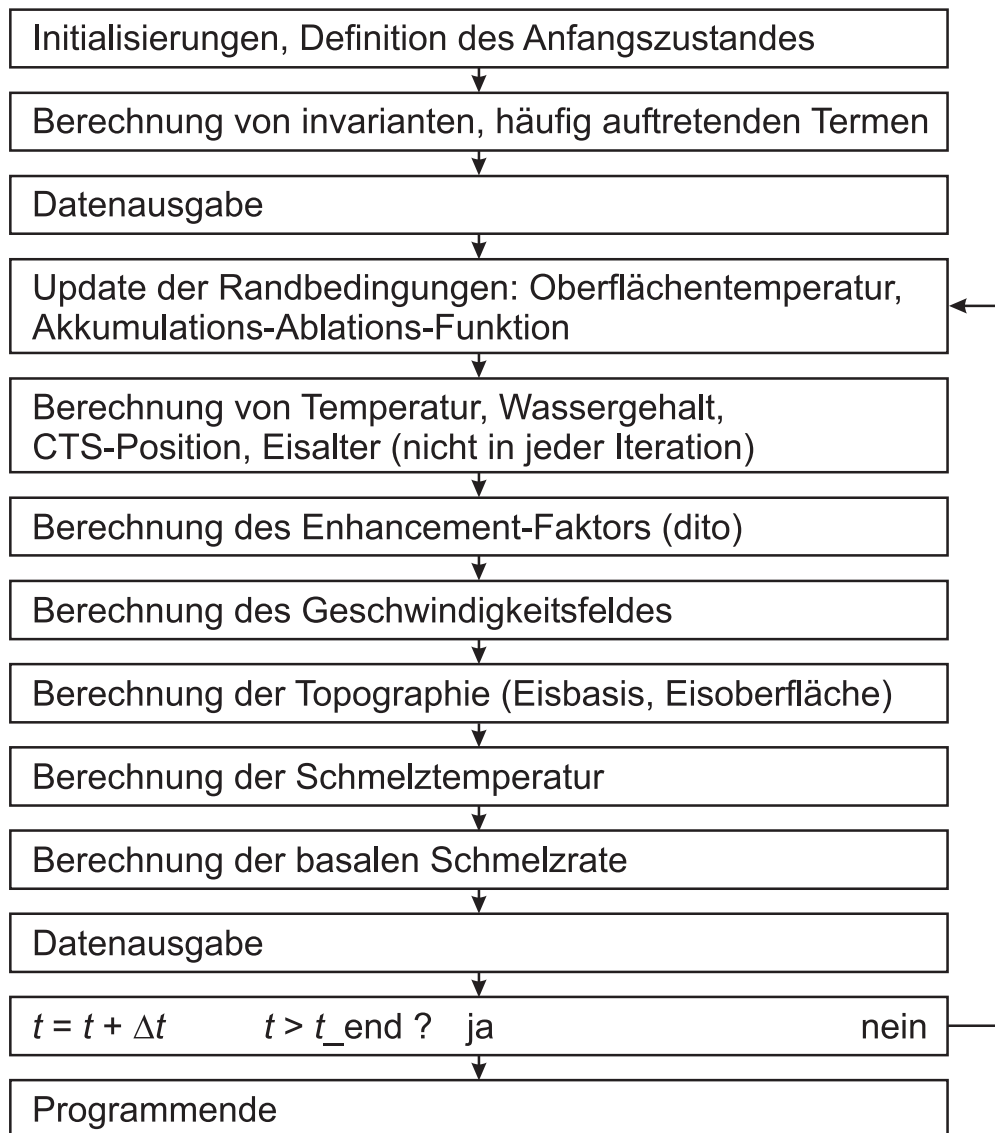 Initialisierungen, Definition des Anfangszustandes
Berechnung von invarianten, häufig auftretenden Termen
Datenausgabe
Update der Randbedingungen: Oberflächentemperatur,
Akkumulations-Ablations-Funktion
Berechnung von Temperatur, Wassergehalt,
CTS-Position, Eisalter (nicht in jeder Iteration)
Berechnung des Enhancement-Faktors (dito)
Berechnung des Geschwindigkeitsfeldes
Berechnung der Topographie (Eisbasis, Eisoberfläche)
Berechnung der Schmelztemperatur
Berechnung der basalen Schmelzrate
Datenausgabe
t = t + Δt t > t_end ? ja nein
Programmende